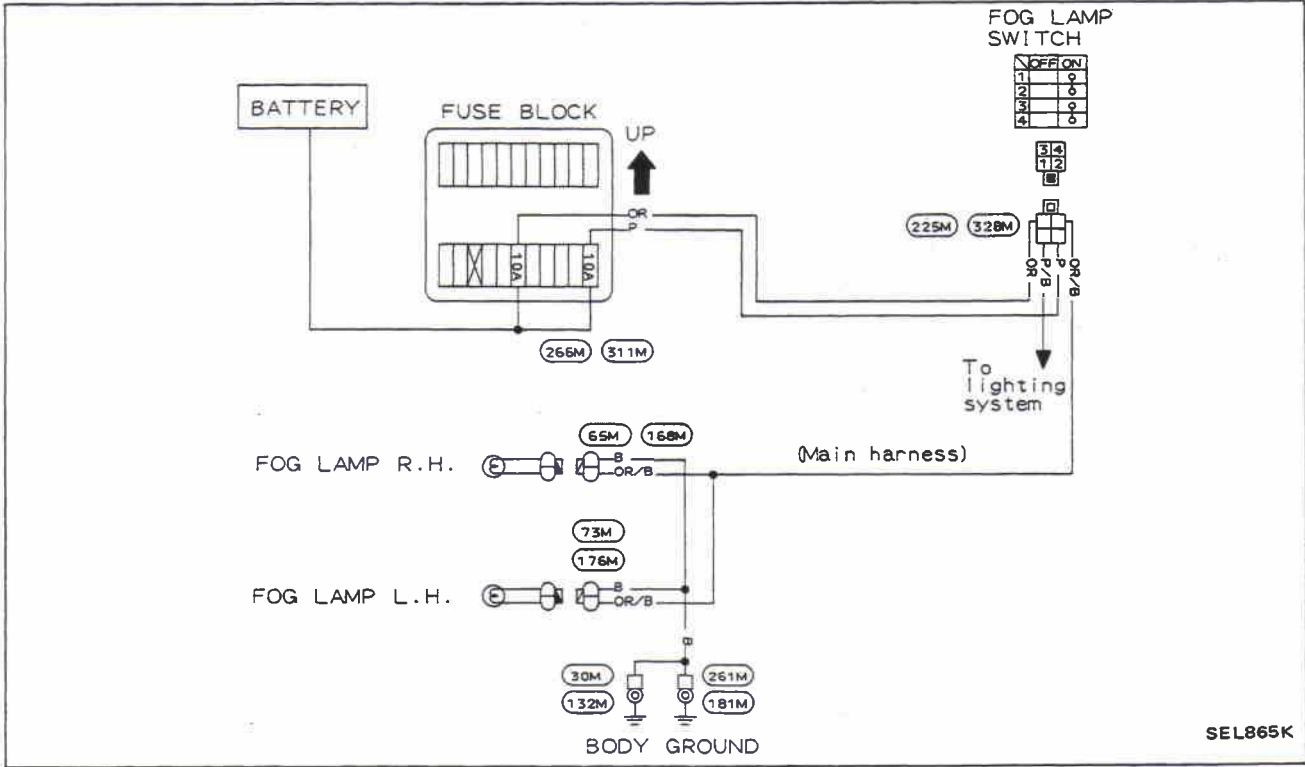 FOG LAMP
SWITCH
OFF ON
1
2
3
4
BATTERY
FUSE BLOCK
UP
3 4
1 2
OR
P
225M 328M
10A 10A
OR P/B P OR/B
266M 311M
To
lighting
system
65M 168M
FOG LAMP R.H.
B
OR/B
(Main harness)
73M
176M
FOG LAMP L.H.
B
OR/B
B
30M 261M
132M 181M
BODY GROUND
SEL865K